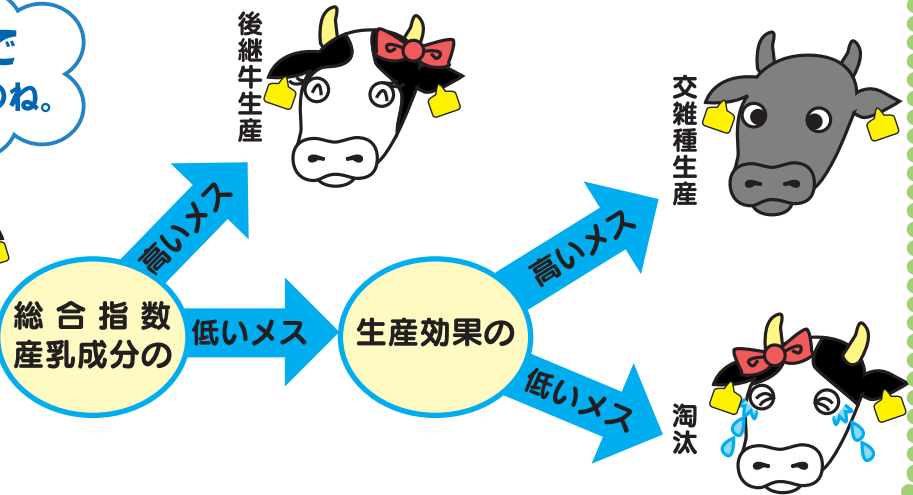 で
のね。
後継牛生産
高いメス
総合指数
産乳成分の
低いメス
生産効果の
高いメス
交雑種生産
低いメス
淘汰